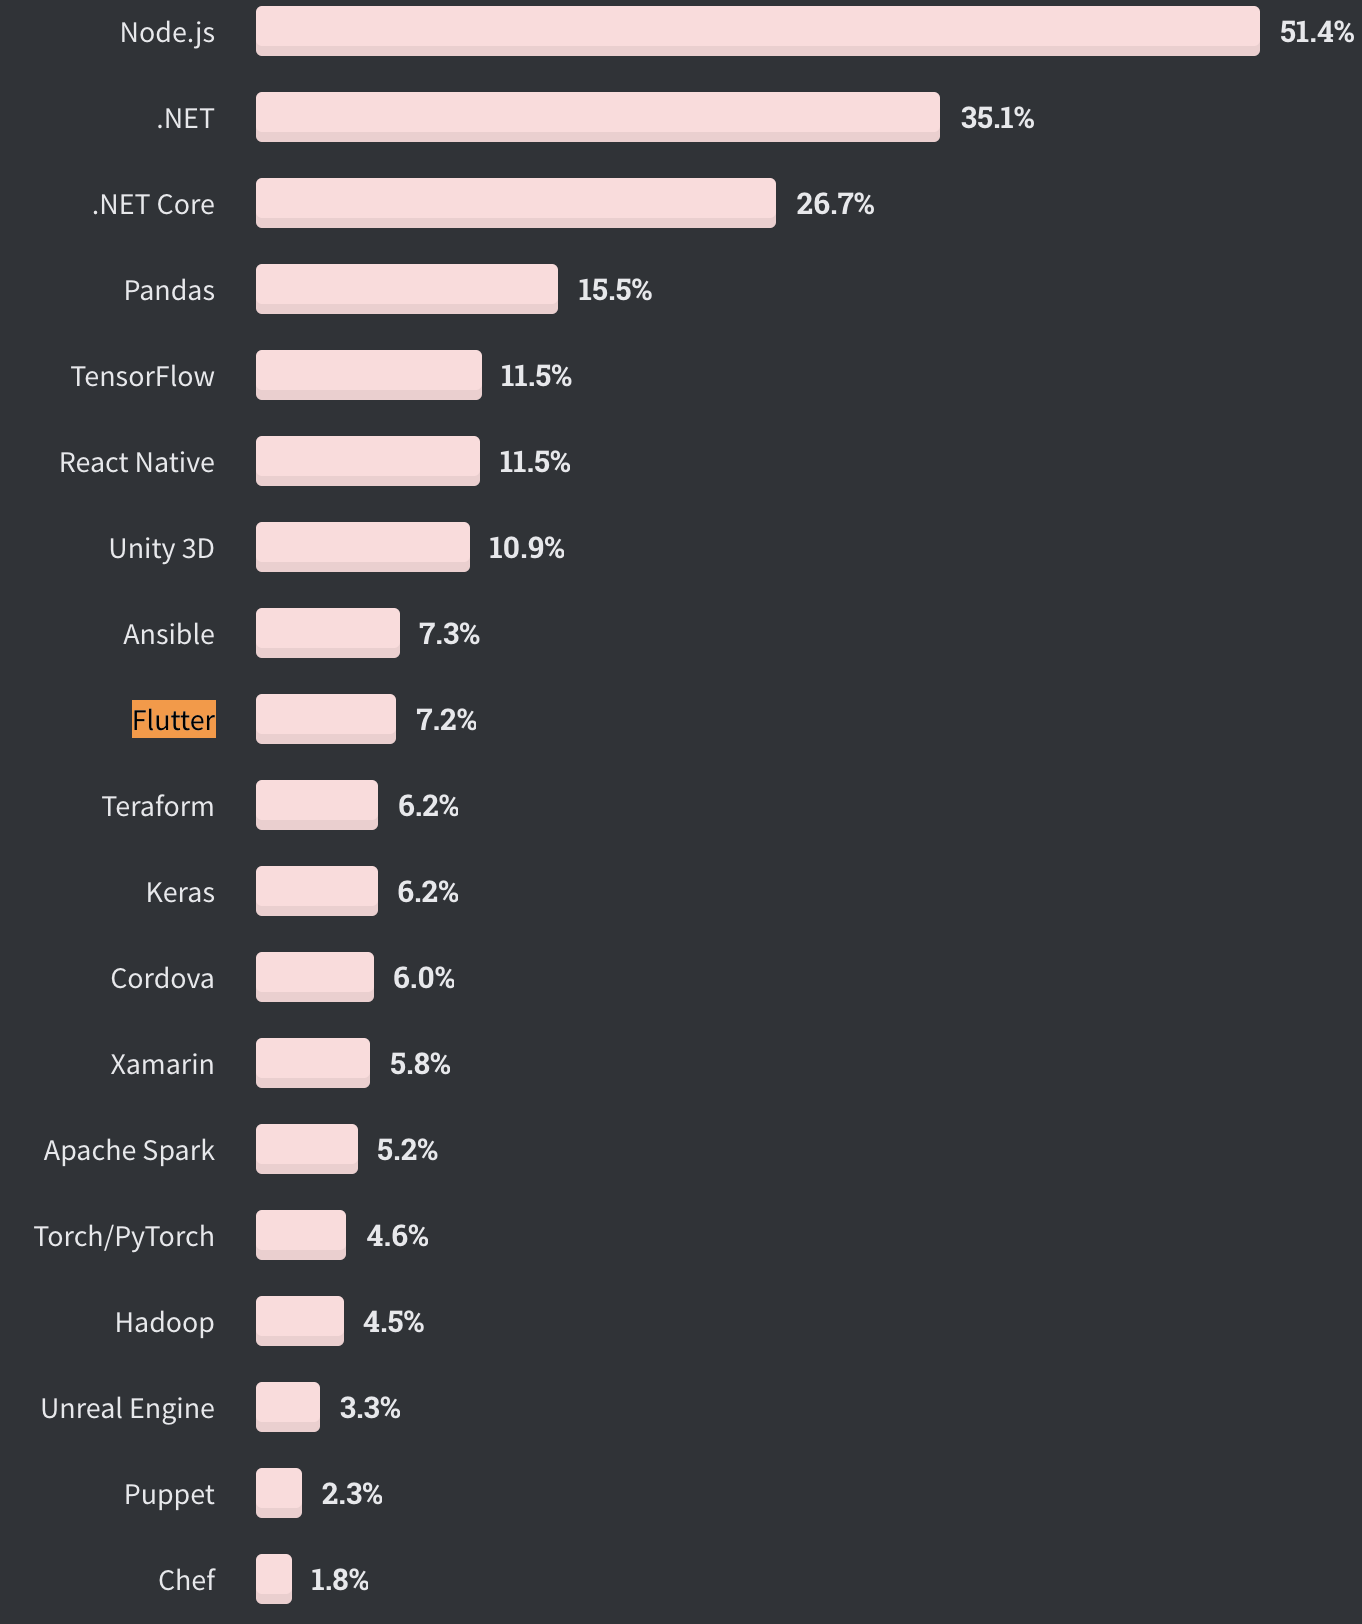 Node.js 51.4%
.NET 35.1%
.NET Core 26.7%
Pandas 15.5%
TensorFlow 11.5%
React Native 11.5%
Unity 3D 10.9%
Ansible 7.3%
Flutter 7.2%
Teraform 6.2%
Keras 6.2%
Cordova 6.0%
Xamarin 5.8%
Apache Spark 5.2%
Torch/PyTorch 4.6%
Hadoop 4.5%
Unreal Engine 3.3%
Puppet 2.3%
Chef 1.8%